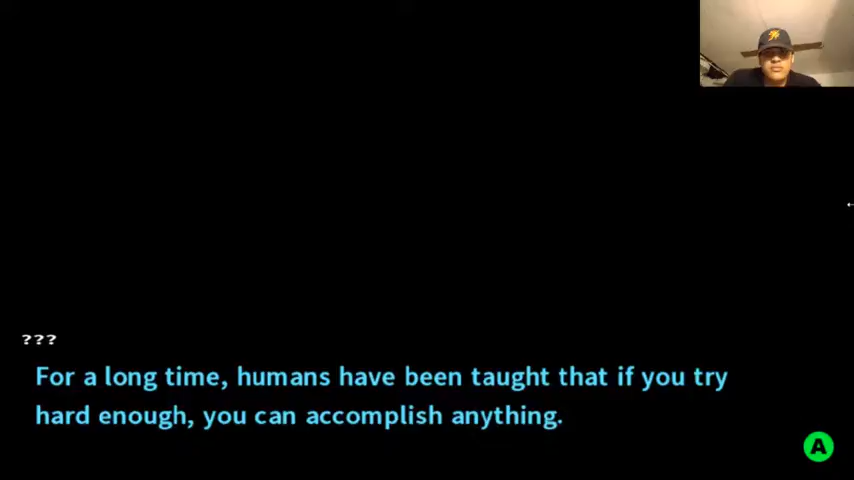 ???
For a long time, humans have been taught that if you try
hard enough, you can accomplish anything.
A